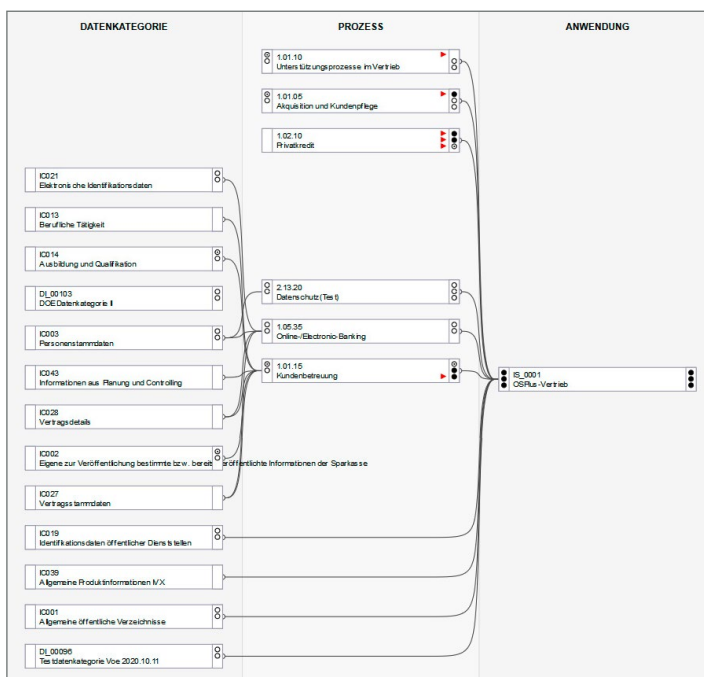 DATENKATEGORIE
PROZESS
ANWENDUNG
1.01.10
Unterstützungsprozesse im Vertrieb
1.01.05
Akquisition und Kundenpflege
1.02.10
Privatkredit
IC021
Elektronische Identifikationsdaten
IC013
Berufliche Tätigkeit
IC014
Ausbildung und Qualifikation
DI_00103
DOE Datenkategorie II
IC003
Personenstammdaten
IC043
Informationen aus Planung und Controlling
IC028
Vertragsdetails
IC002
Eigene zur Veröffentlichung bestimmte bzw. bereits veröffentlichte Informationen der Sparkasse
IC027
Vertragsstammdaten
IC019
Identifikationsdaten öffentlicher Dienststellen
IC039
Allgemeine Produktinformationen IVX
IC001
Allgemeine öffentliche Verzeichnisse
DI_00096
Testdatenkategorie Voe 2020.10.11
2.13.20
Datenschutz (Test)
1.05.35
Online-/Electronic-Banking
1.01.15
Kundenbetreuung
IS_0001
OSPlus-Vertrieb